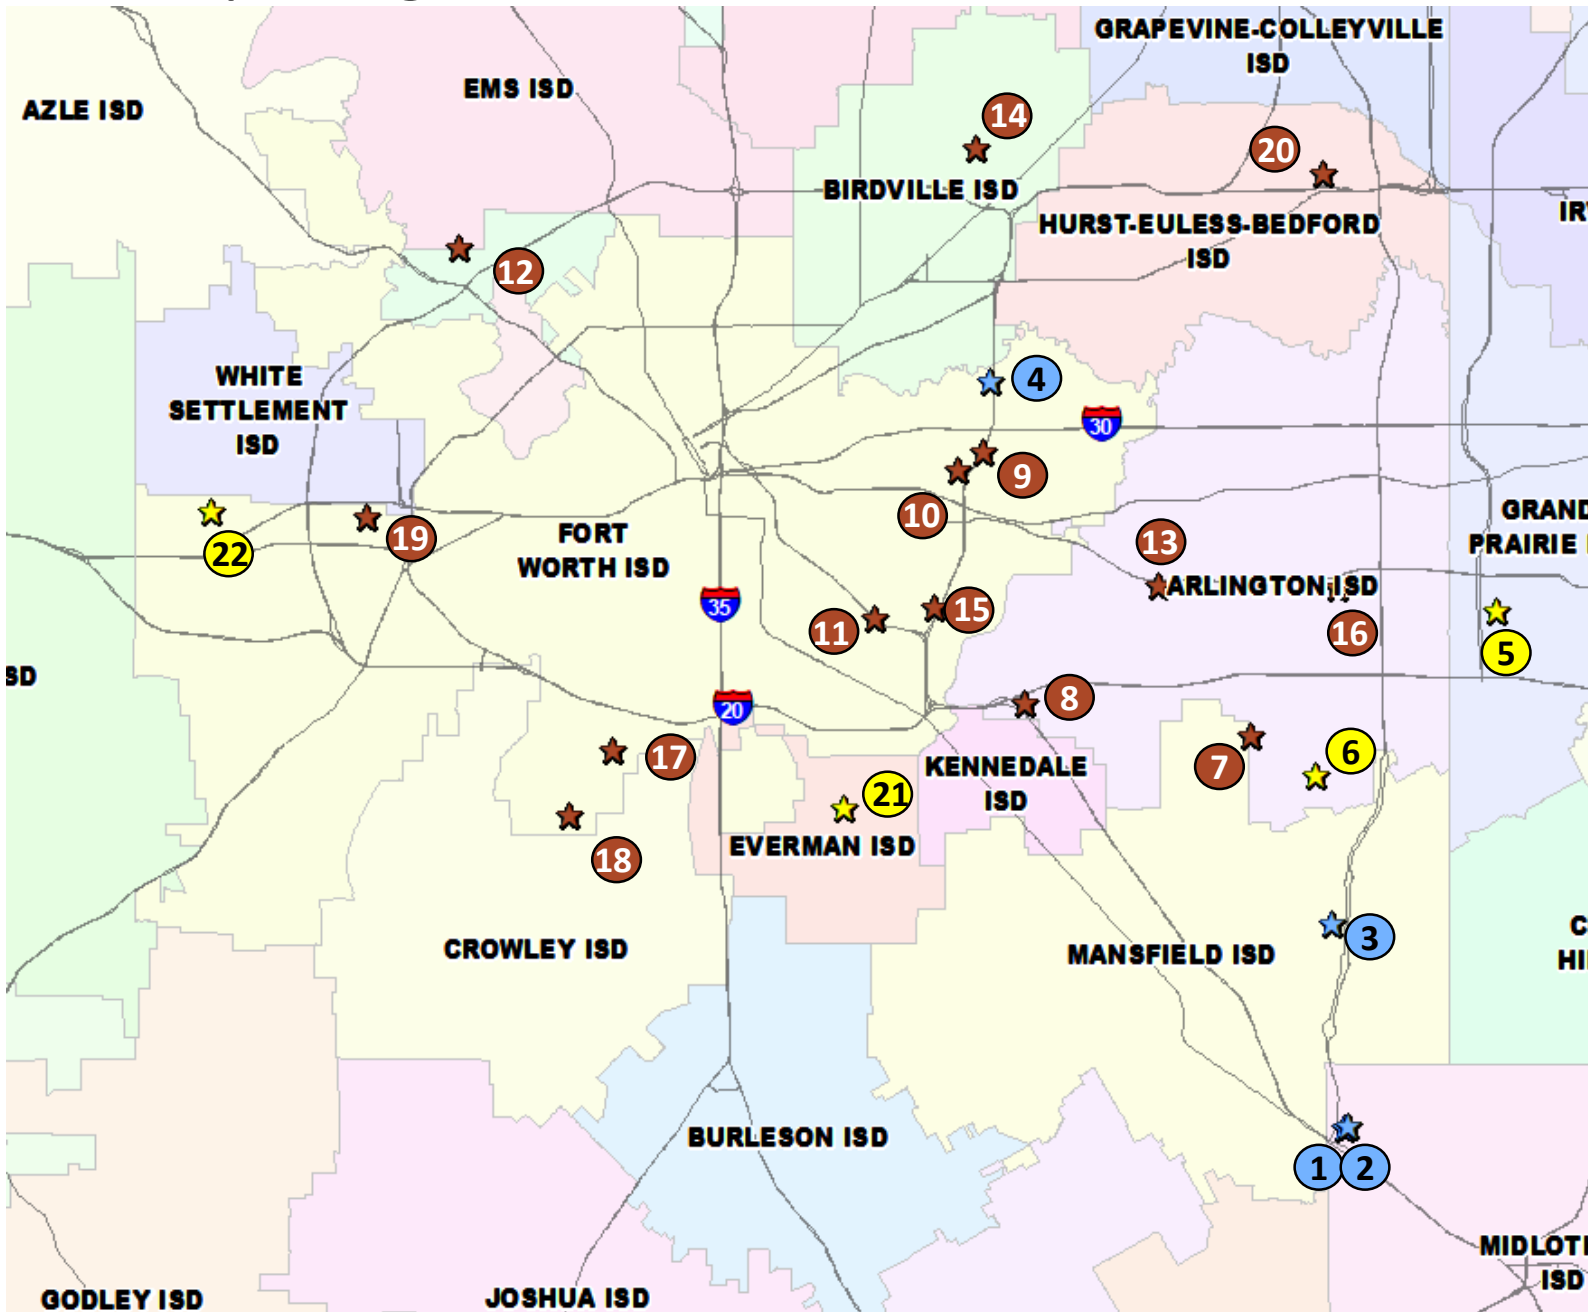 GRAPEVINE-COLLEYVILLE
ISD
EMS ISD
AZLE ISD
14
20
BIRDVILLE ISD
HURST-EULESS-BEDFORD
ISD
12
WHITE
SETTLEMENT
ISD
4
30
9
10
GRAND
PRAIRIE
22
19
FORT
WORTH ISD
13
ARLINGTON ISD
35
11
15
16
5
SD
20
8
17
KENNEDALE
ISD
7
6
21
EVERMAN ISD
18
CROWLEY ISD
MANSFIELD ISD
3
HI
BURLESON ISD
1
2
MIDLOTH
ISD
GODLEY ISD
JOSHUA ISD